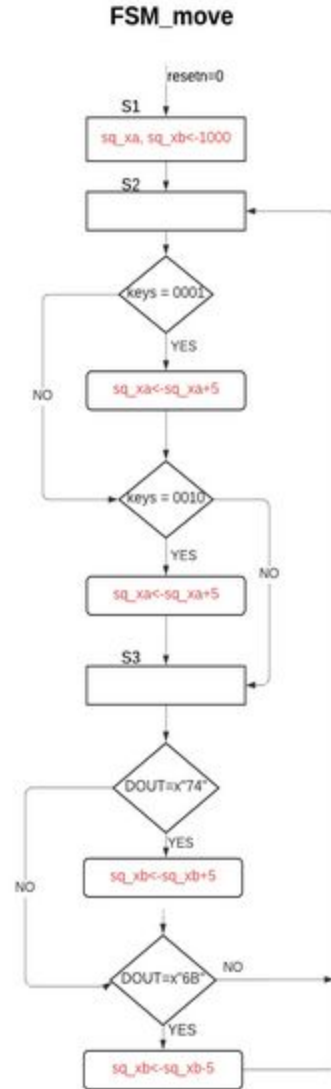 FSM_move
resetn=0
S1
sq_xa, sq_xb<-1000
S2
keys = 0001
YES
sq_xa<-sq_xa+5
NO
keys = 0010
YES
NO
sq_xa<-sq_xa+5
S3
DOUT=x"74"
YES
sq_xb<-sq_xb+5
NO
DOUT=x"6B"
NO
YES
sq_xb<-sq_xb-5